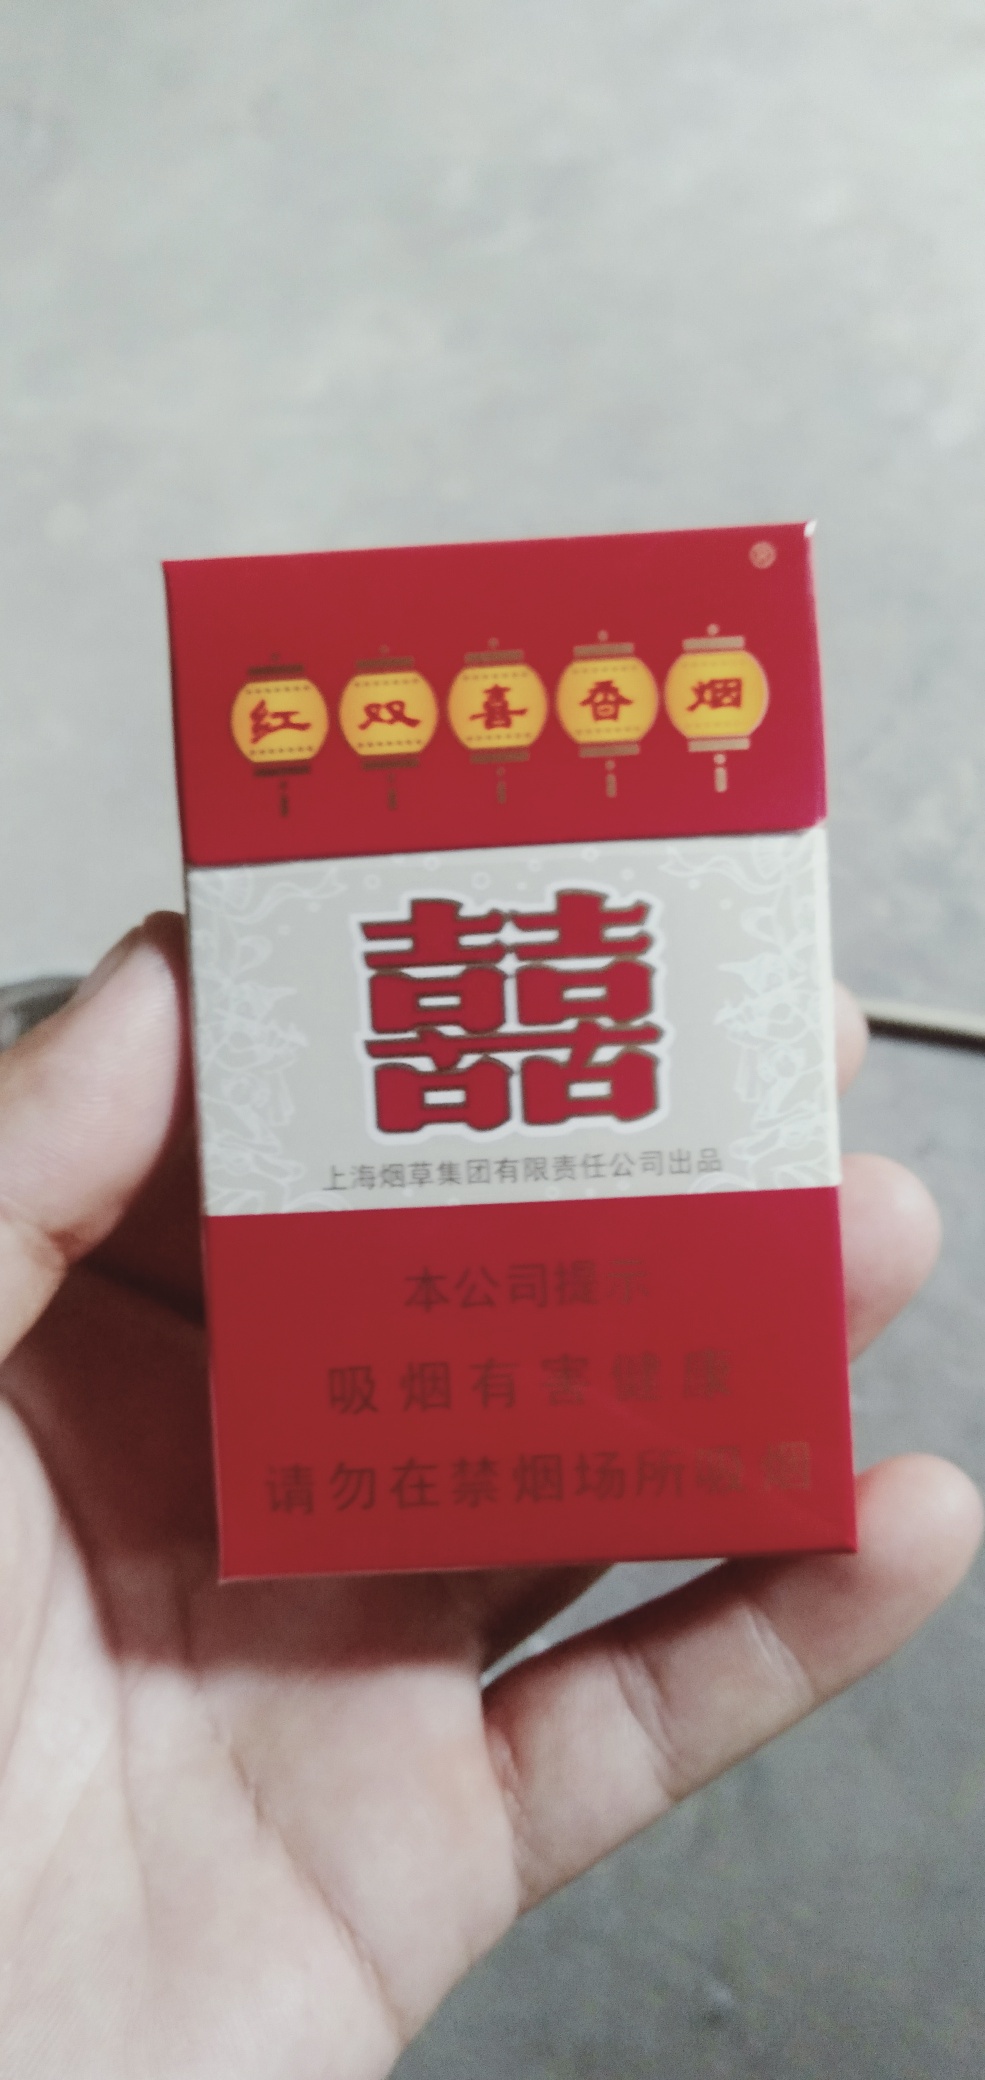 ®
红双喜香烟
囍
上海烟草集团有限责任公司出品
本公司提示
吸烟有害健康
请勿在禁烟场所吸烟